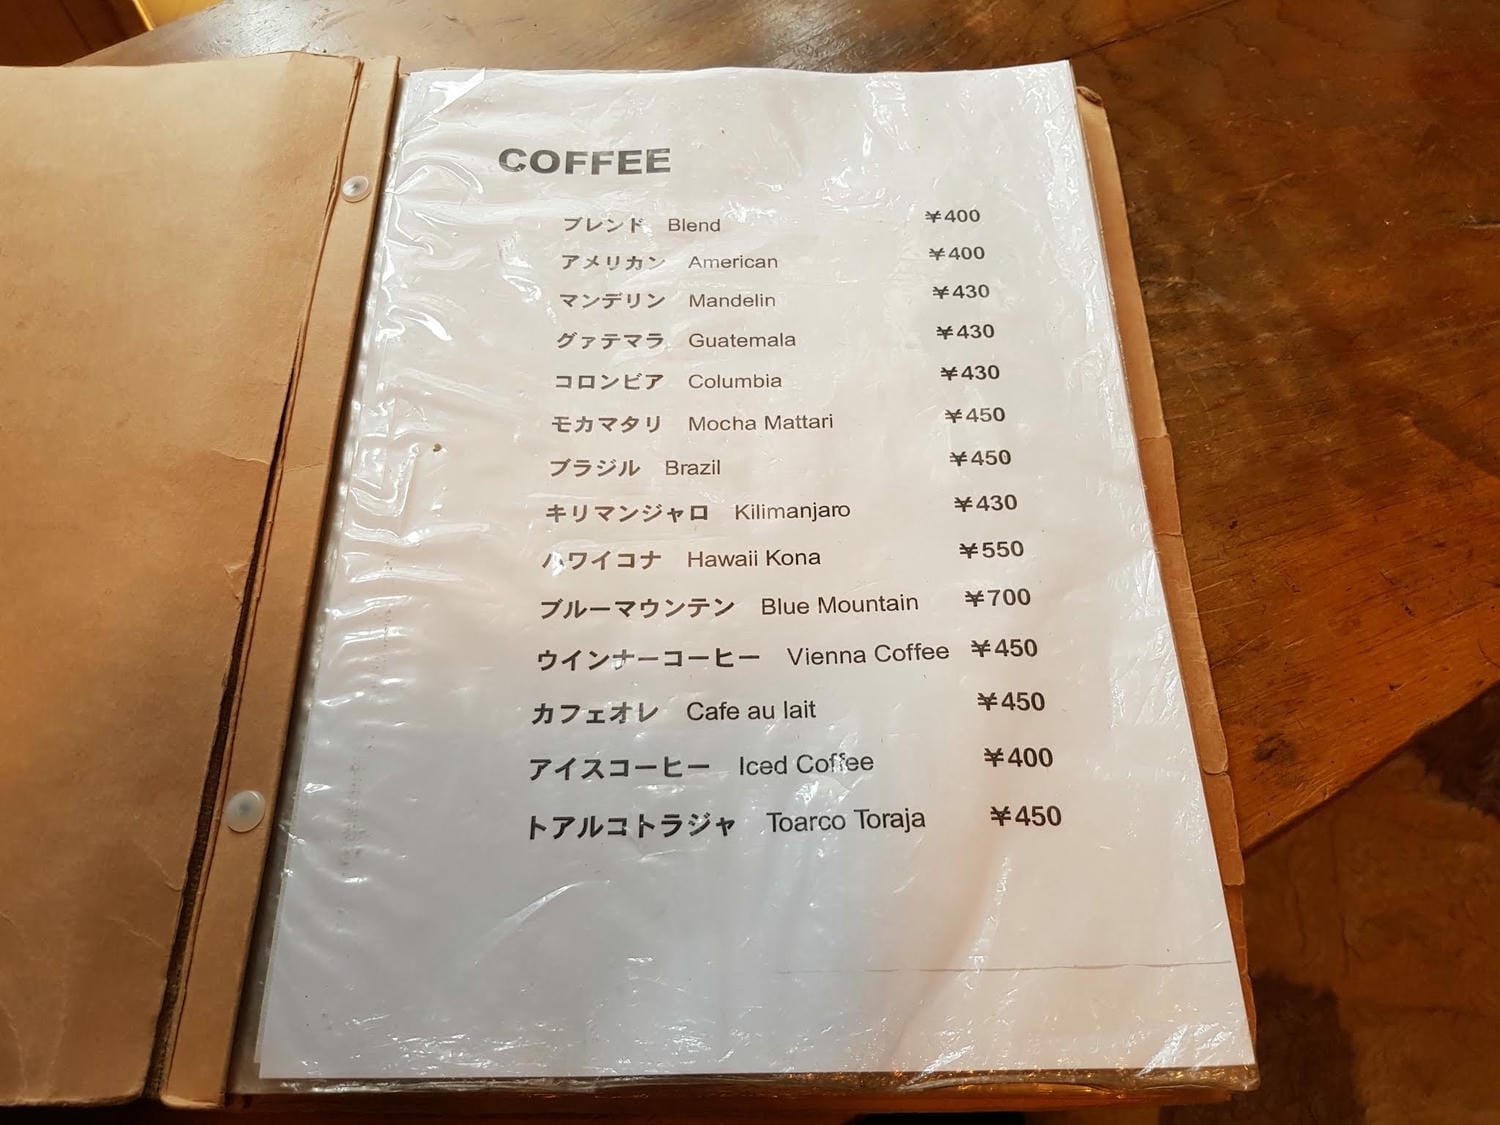 COFFEE
ブレンド Blend ¥400
アメリカン American ¥400
マンデリン Mandelin ¥430
グァテマラ Guatemala ¥430
コロンビア Columbia ¥430
モカマタリ Mocha Mattari ¥450
ブラジル Brazil ¥450
キリマンジャロ Kilimanjaro ¥430
ハワイコナ Hawaii Kona ¥550
ブルーマウンテン Blue Mountain ¥700
ウインナーコーヒー Vienna Coffee ¥450
カフェオレ Cafe au lait ¥450
アイスコーヒー Iced Coffee ¥400
トアルコトラジャ Toarco Toraja ¥450